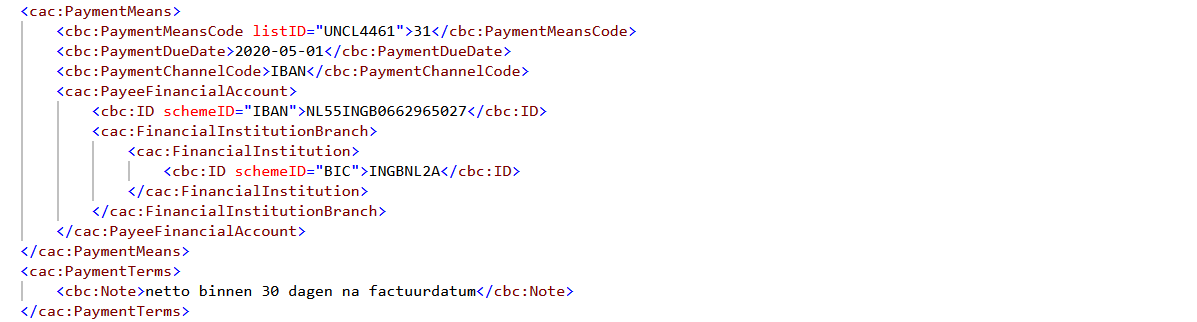 <cac:PaymentMeans>
<cbc:PaymentMeansCode listID="UNCL4461">31</cbc:PaymentMeansCode>
<cbc:PaymentDueDate>2020-05-01</cbc:PaymentDueDate>
<cbc:PaymentChannelCode>IBAN</cbc:PaymentChannelCode>
<cac:PayeeFinancialAccount>
<cbc:ID schemeID="IBAN">NL55INGB0662965027</cbc:ID>
<cac:FinancialInstitutionBranch>
<cac:FinancialInstitution>
<cbc:ID schemeID="BIC">INGBNL2A</cbc:ID>
</cac:FinancialInstitution>
</cac:FinancialInstitutionBranch>
</cac:PayeeFinancialAccount>
</cac:PaymentMeans>
<cac:PaymentTerms>
<cbc:Note>netto binnen 30 dagen na factuurdatum</cbc:Note>
</cac:PaymentTerms>